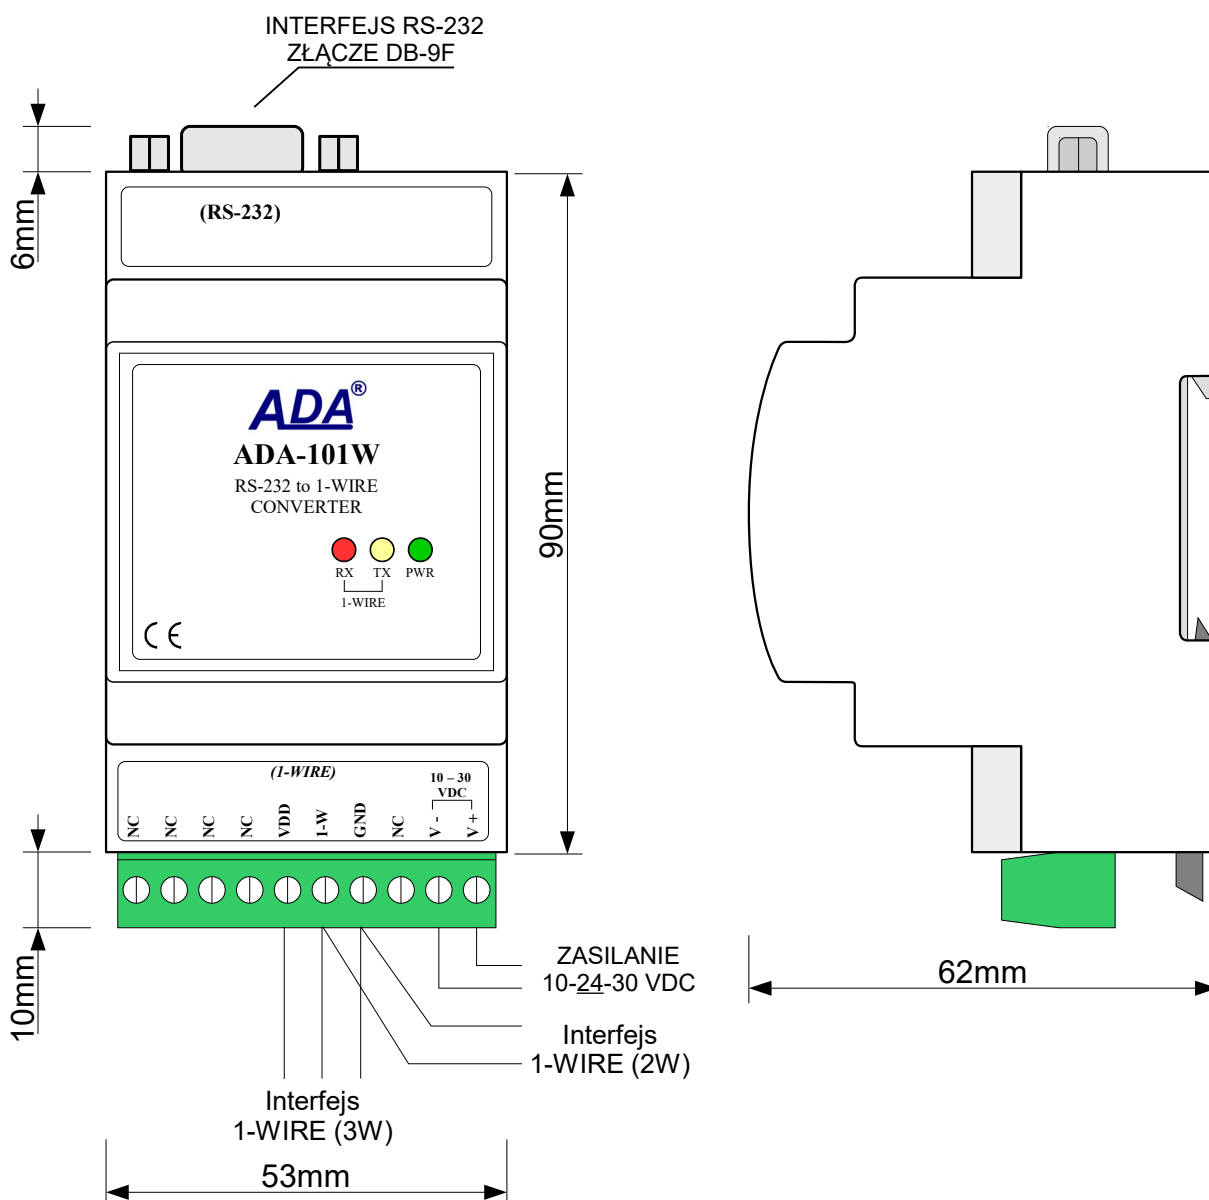 INTERFEJS RS-232
ZŁĄCZE DB-9F
6mm
(RS-232)
ADA®
ADA-101W
RS-232 to 1-WIRE
CONVERTER
RX TX PWR
1-WIRE
CE
90mm
(1-WIRE)
10 – 30
VDC
NC NC NC NC VDD 1-W GND NC V - V +
10mm
ZASILANIE
10-24-30 VDC
62mm
Interfejs
1-WIRE (2W)
Interfejs
1-WIRE (3W)
53mm